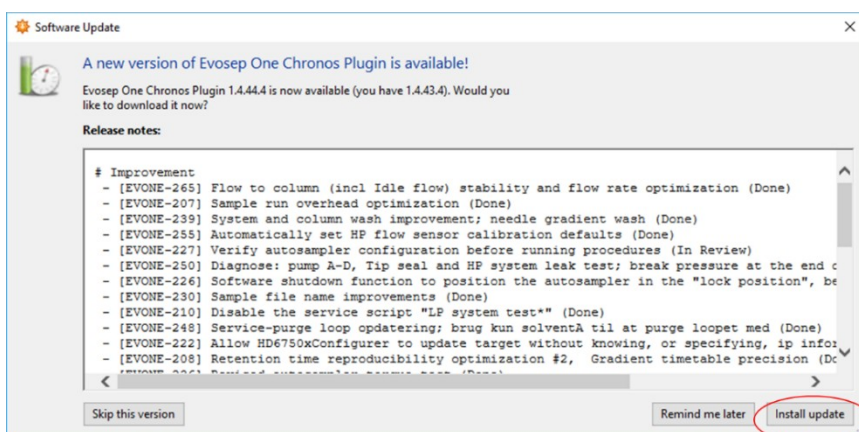 Software Update
A new version of Evosep One Chronos Plugin is available!
Evosep One Chronos Plugin 1.4.44.4 is now available (you have 1.4.43.4). Would you
like to download it now?
Release notes:
# Improvement
- [EVONE-265] Flow to column (incl Idle flow) stability and flow rate optimization (Done)
- [EVONE-207] Sample run overhead optimization (Done)
- [EVONE-239] System and column wash improvement; needle gradient wash (Done)
- [EVONE-255] Automatically set HP flow sensor calibration defaults (Done)
- [EVONE-227] Verify autosampler configuration before running procedures (In Review)
- [EVONE-250] Diagnose: pump A-D, Tip seal and HP system leak test; break pressure at the end
- [EVONE-226] Software shutdown function to position the autosampler in the "lock position", be
- [EVONE-230] Sample file name improvements (Done)
- [EVONE-210] Disable the service script "LP system test*" (Done)
- [EVONE-248] Service-purge loop opdatering; brug kun solventA til at purge loopet med (Done)
- [EVONE-222] Allow HD6750xConfigurer to update target without knowing, or specifying, ip infor
- [EVONE-208] Retention time reproducibility optimization #2, Gradient timetable precision (Do
Skip this version
Remind me later
Install update